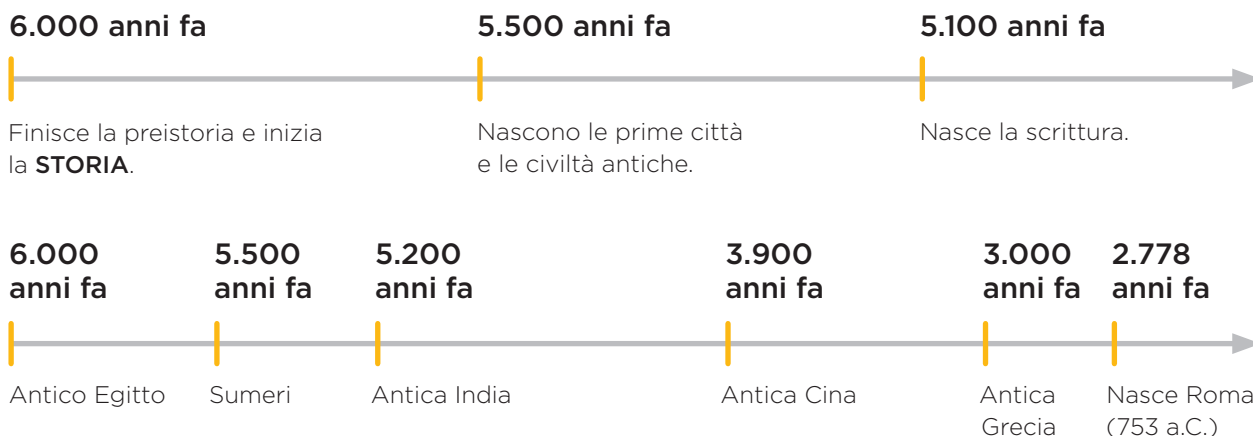 6.000 anni fa
5.500 anni fa
5.100 anni fa
Finisce la preistoria e inizia
la STORIA.
Nascono le prime città
e le civiltà antiche.
Nasce la scrittura.
6.000
anni fa
5.500
anni fa
5.200
anni fa
3.900
anni fa
3.000
anni fa
2.778
anni fa
Antico Egitto
Sumeri
Antica India
Antica Cina
Antica
Grecia
Nasce Roma
(753 a.C.)